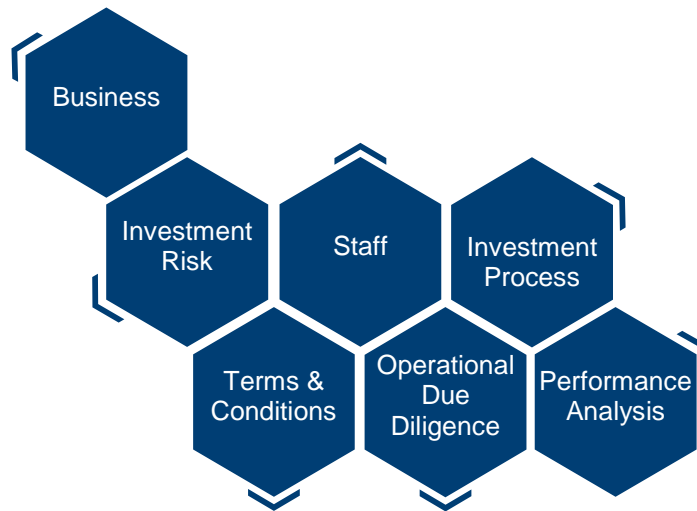 Business
Investment
Risk
Staff
Investment
Process
Terms &
Conditions
Operational
Due
Diligence
Performance
Analysis